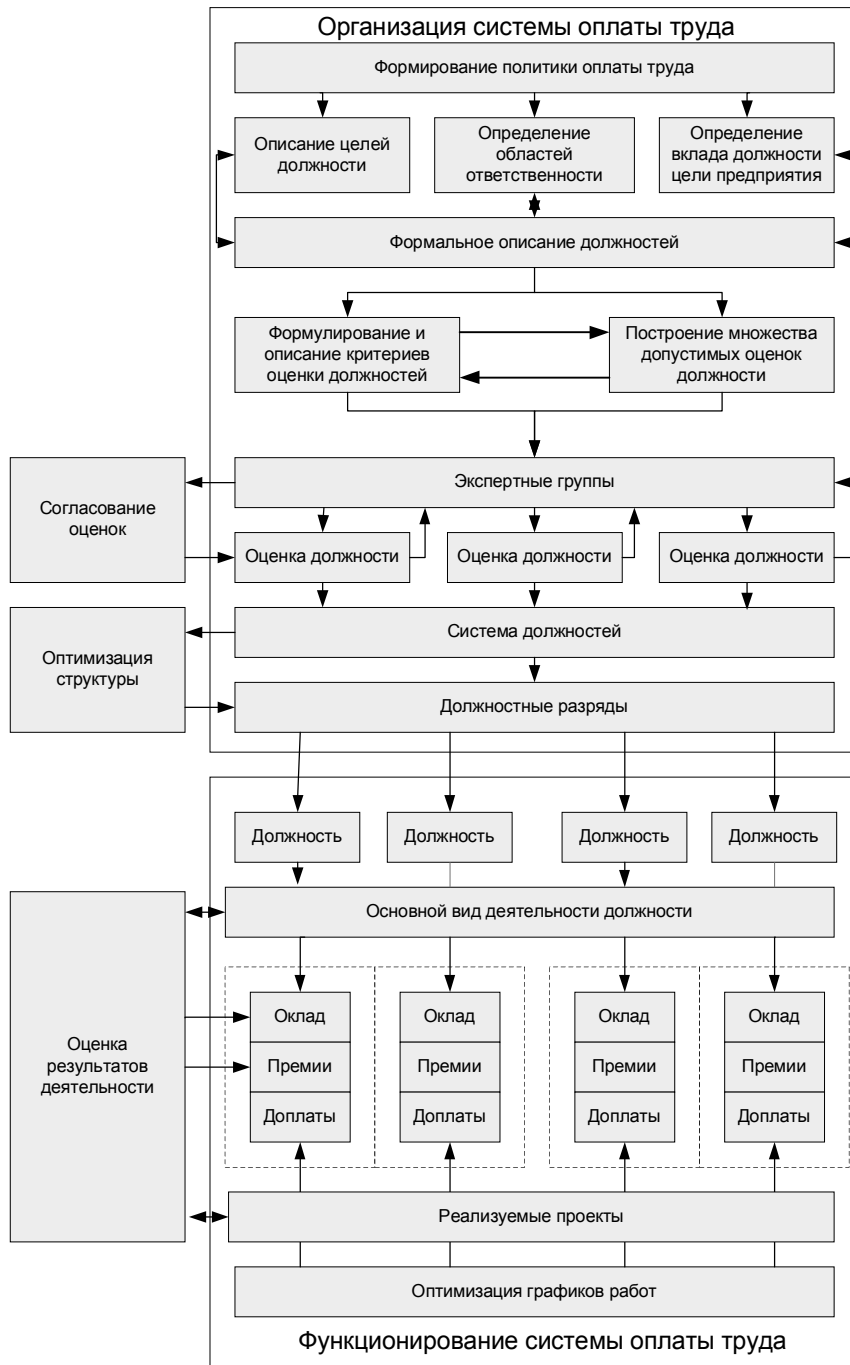 Организация системы оплаты труда
Формирование политики оплаты труда
Описание целей
должности
Определение
областей
ответственности
Определение
вклада должности
цели предприятия
Формальное описание должностей
Формулирование и
описание критериев
оценки должностей
Построение множества
допустимых оценок
должности
Согласование
оценок
Экспертные группы
Оценка должности
Оценка должности
Оценка должности
Оптимизация
структуры
Система должностей
Должностные разряды
Должность
Должность
Должность
Должность
Оценка
результатов
деятельности
Основной вид деятельности должности
Оклад
Премии
Доплаты
Оклад
Премии
Доплаты
Оклад
Премии
Доплаты
Оклад
Премии
Доплаты
Реализуемые проекты
Оптимизация графиков работ
Функционирование системы оплаты труда